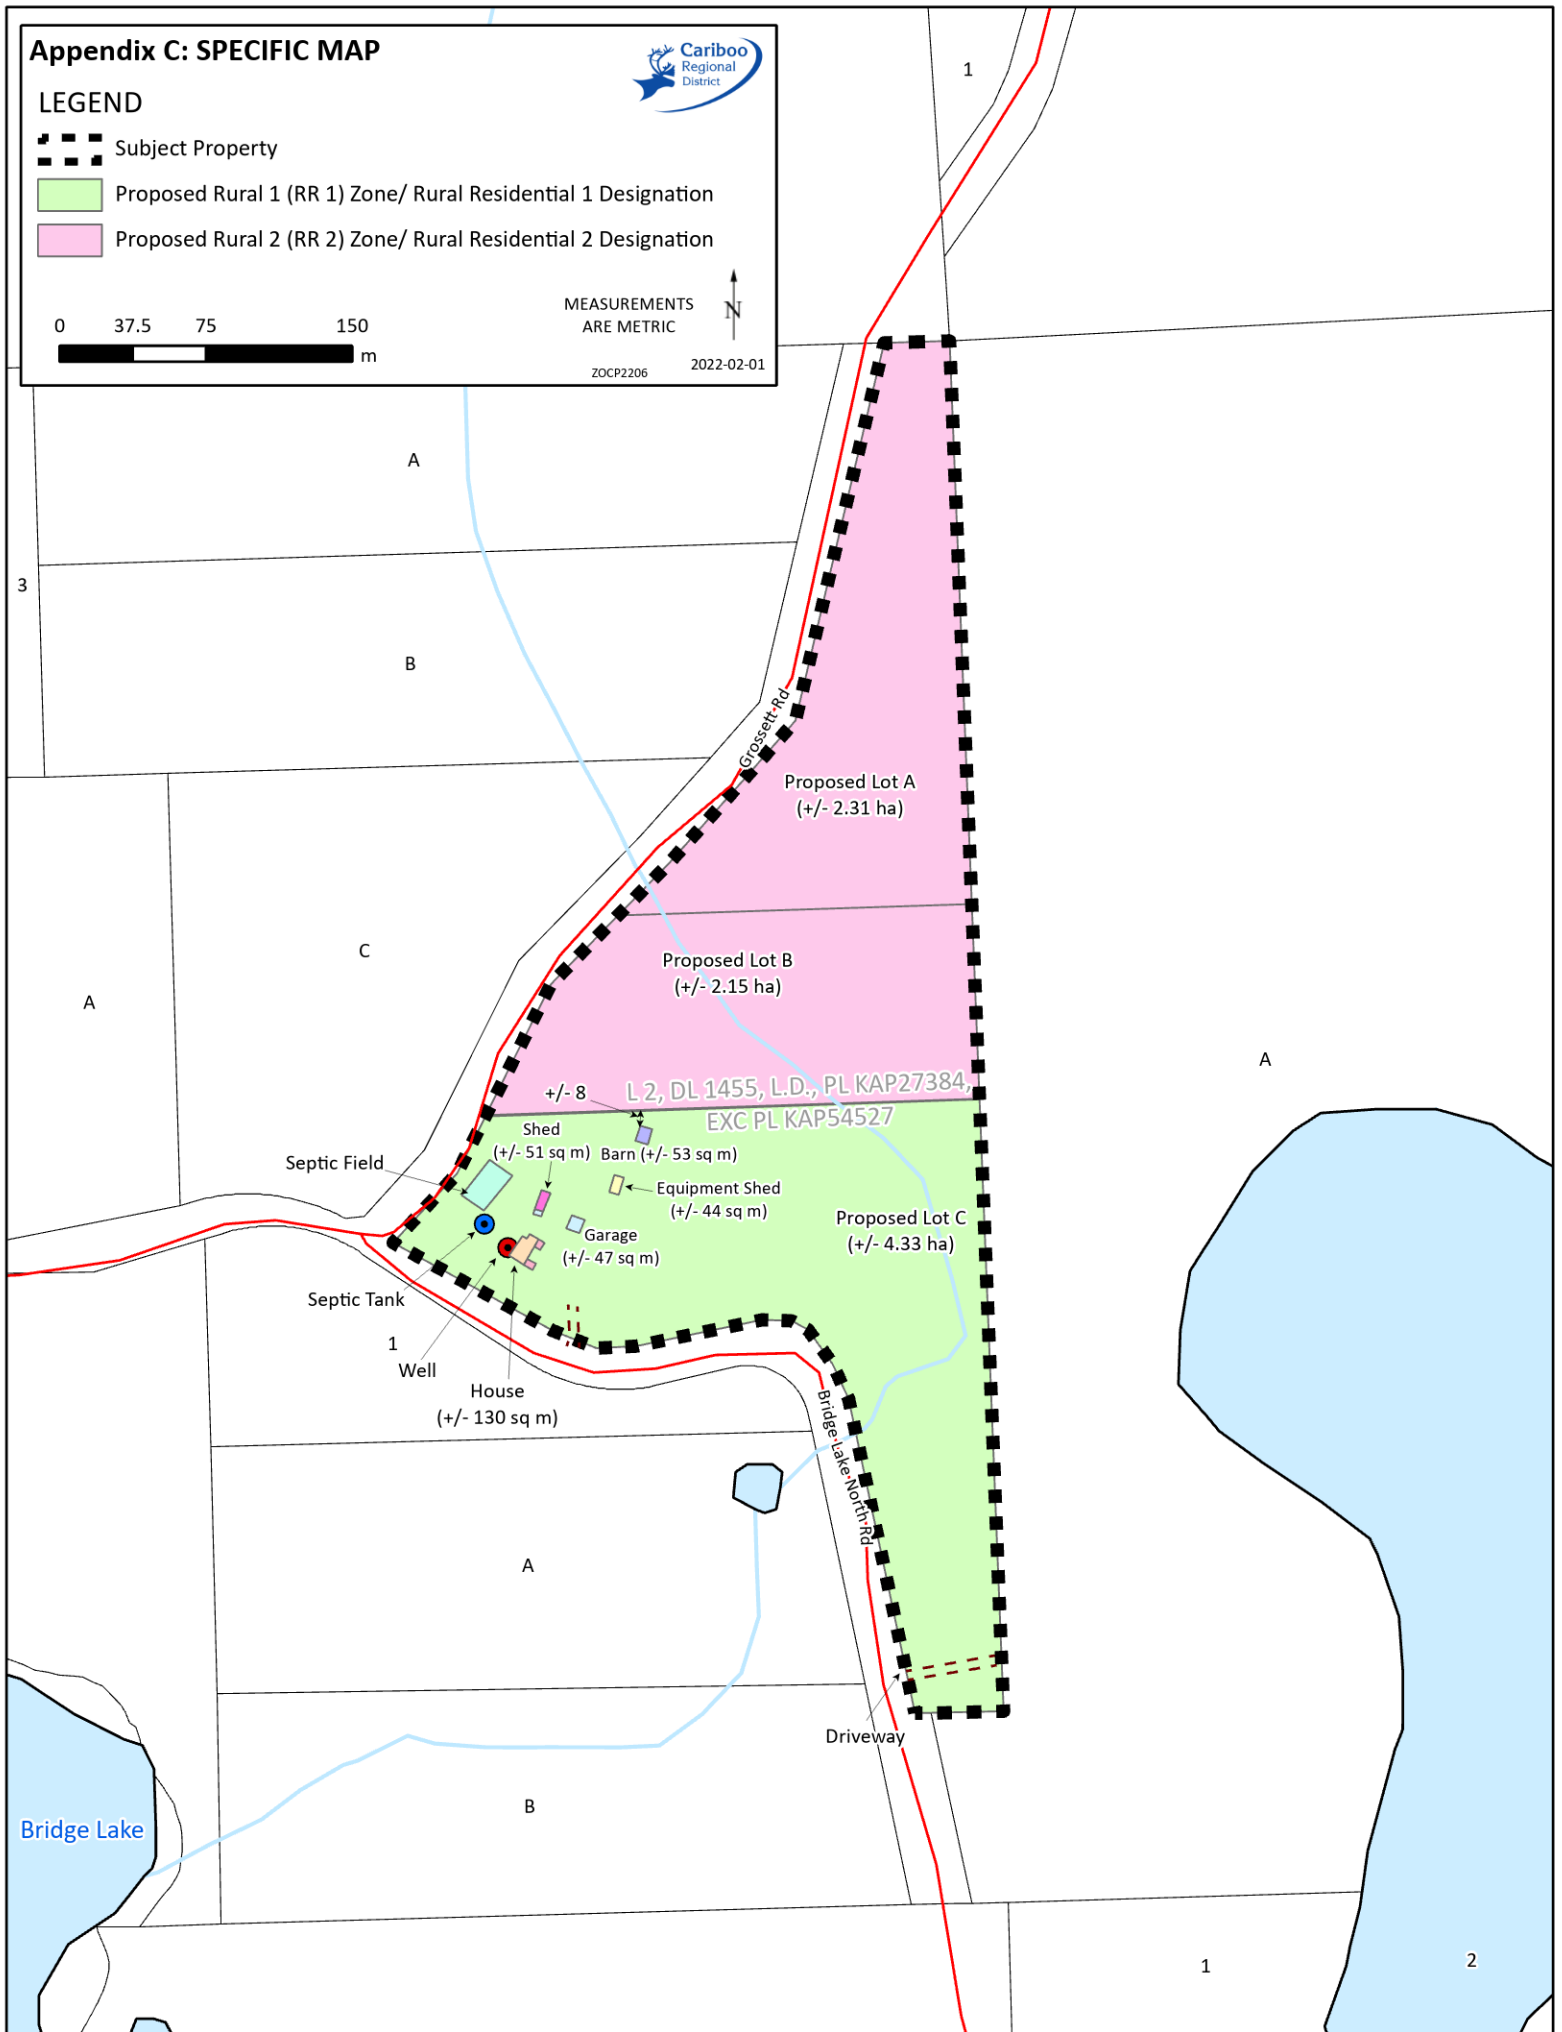 Appendix C: SPECIFIC MAP
Cariboo
Regional
District
LEGEND
Subject Property
Proposed Rural 1 (RR 1) Zone/ Rural Residential 1 Designation
Proposed Rural 2 (RR 2) Zone/ Rural Residential 2 Designation
MEASUREMENTS
ARE METRIC
N
0 37.5 75 150
m
ZOCP2206
2022-02-01
1
A
3
B
Grossett Rd
Proposed Lot A
(+/- 2.31 ha)
C
A
Proposed Lot B
(+/- 2.15 ha)
A
+/- 8
L 2, DL 1455, L.D., PL KAP27384,
EXC PL KAP54527
Shed
(+/- 51 sq m)
Barn (+/- 53 sq m)
Septic Field
Equipment Shed
(+/- 44 sq m)
Proposed Lot C
(+/- 4.33 ha)
Garage
(+/- 47 sq m)
Septic Tank
1
Well
House
(+/- 130 sq m)
Bridge Lake North Rd
A
Driveway
B
Bridge Lake
1
2